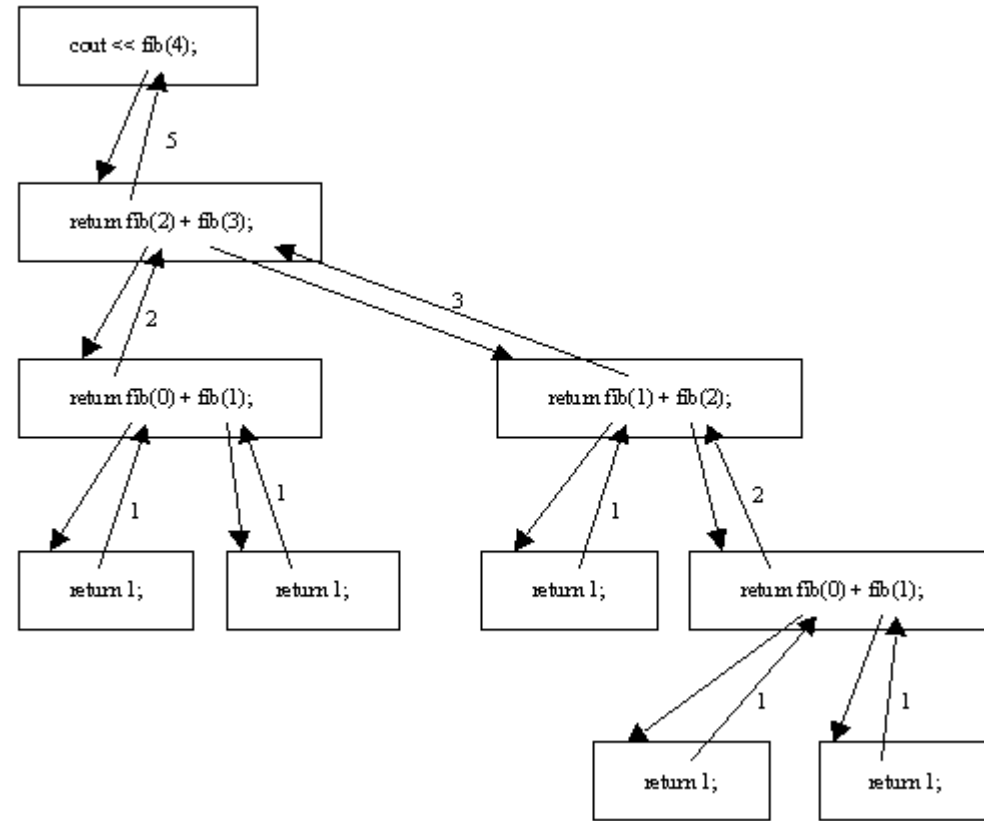 cout << fib(4);
5
return fib(2) + fib(3);
3
2
return fib(0) + fib(1);
return fib(1) + fib(2);
1
1
1
2
return 1;
return 1;
return 1;
return fib(0) + fib(1);
1
1
return 1;
return 1;